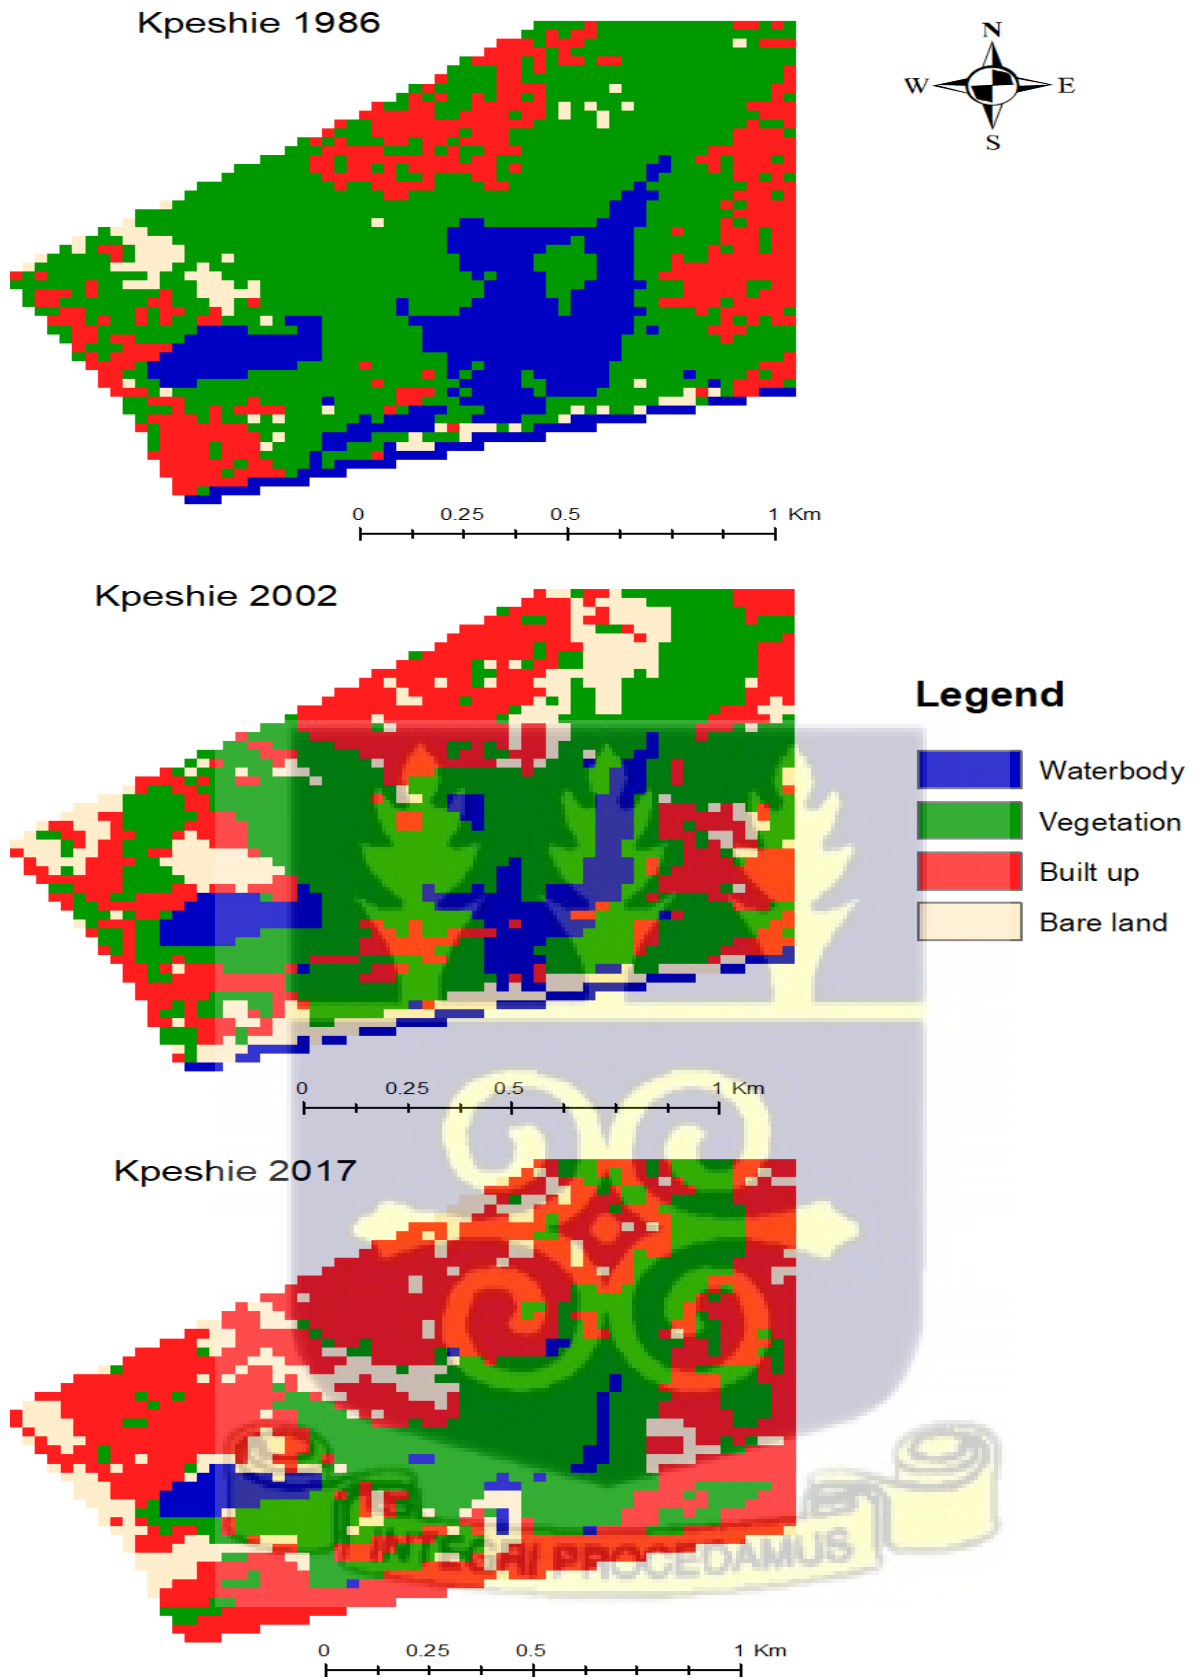 Kpeshie 1986
N
W E
S
0 0.25 0.5 1 Km
Kpeshie 2002
Legend
Waterbody
Vegetation
Built up
Bare land
0 0.25 0.5 1 Km
Kpeshie 2017
INTEGRI PROCEDAMUS
0 0.25 0.5 1 Km